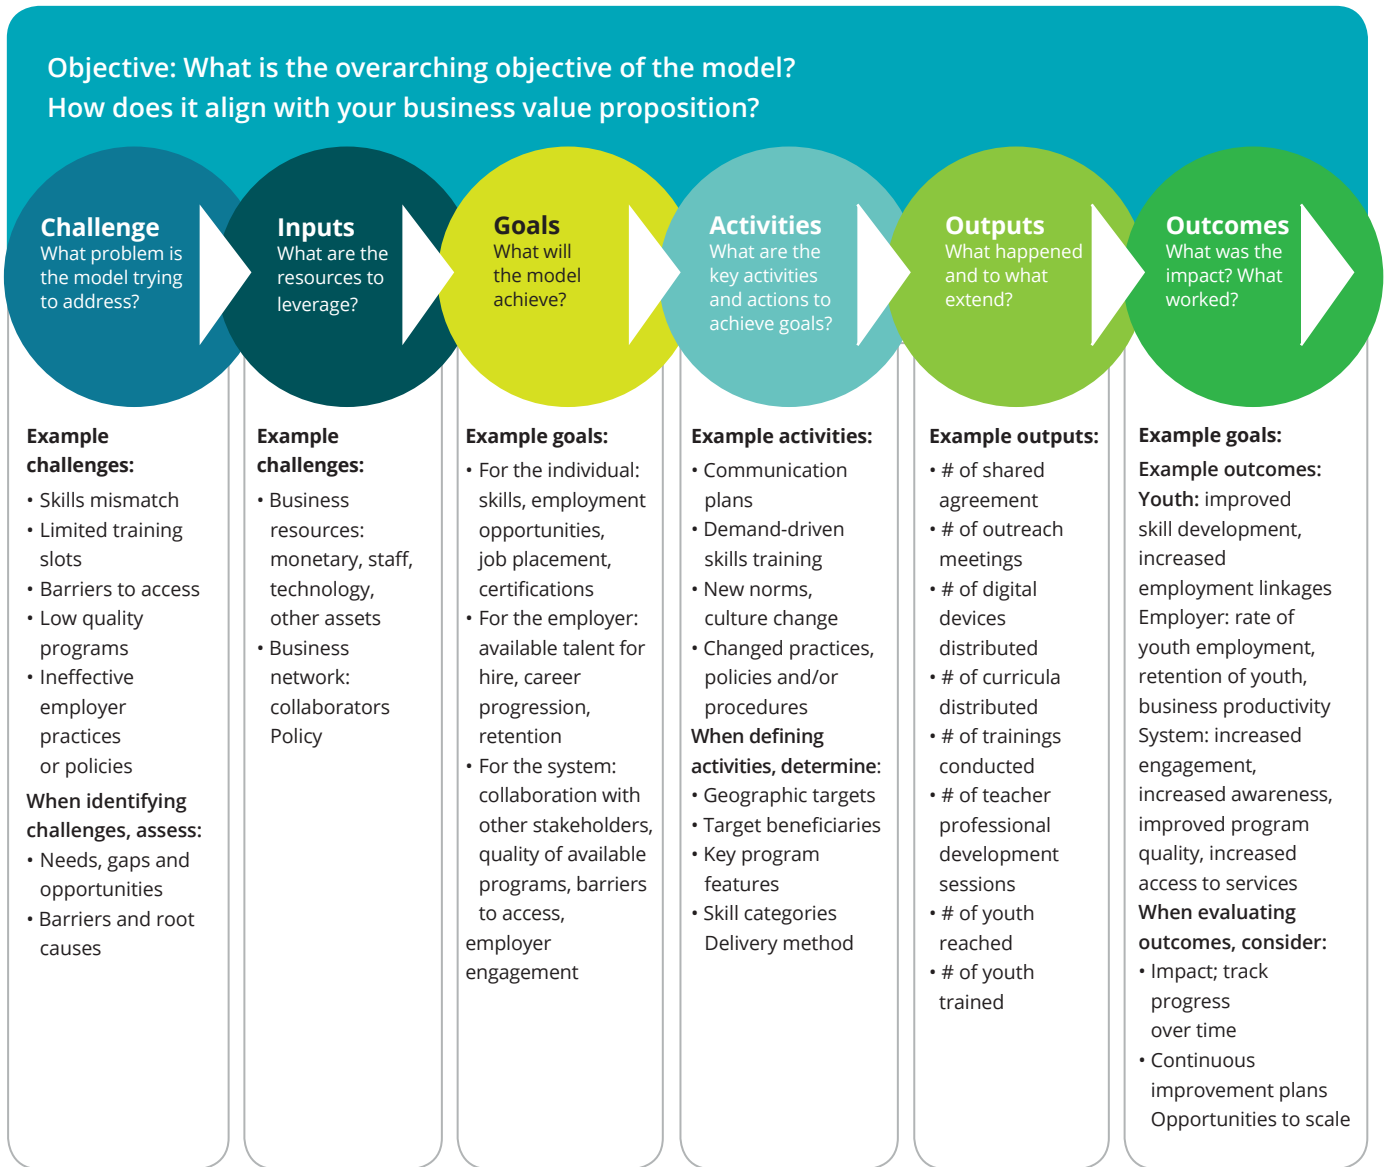 Objective: What is the overarching objective of the model?
How does it align with your business value proposition?
Challenge
What problem is
the model trying
to address?
Inputs
What are the
resources to
leverage?
Goals
What will
the model
achieve?
Activities
What are the
key activities
and actions to
achieve goals?
Outputs
What happened
and to what
extend?
Outcomes
What was the
impact? What
worked?
Example
challenges:
• Skills mismatch
• Limited training
slots
• Barriers to access
• Low quality
programs
• Ineffective
employer
practices
or policies
When identifying
challenges, assess:
• Needs, gaps and
opportunities
• Barriers and root
causes
Example
challenges:
• Business
resources:
monetary, staff,
technology,
other assets
• Business
network:
collaborators
Policy
Example goals:
• For the individual:
skills, employment
opportunities,
job placement,
certifications
• For the employer:
available talent for
hire, career
progression,
retention
• For the system:
collaboration with
other stakeholders,
quality of available
programs, barriers
to access,
employer
engagement
Example activities:
• Communication
plans
• Demand-driven
skills training
• New norms,
culture change
• Changed practices,
policies and/or
procedures
When defining
activities, determine:
• Geographic targets
• Target beneficiaries
• Key program
features
• Skill categories
Delivery method
Example outputs:
• # of shared
agreement
• # of outreach
meetings
• # of digital
devices
distributed
• # of curricula
distributed
• # of trainings
conducted
• # of teacher
professional
development
sessions
• # of youth
reached
• # of youth
trained
Example goals:
Example outcomes:
Youth: improved
skill development,
increased
employment linkages
Employer: rate of
youth employment,
retention of youth,
business productivity
System: increased
engagement,
increased awareness,
improved program
quality, increased
access to services
When evaluating
outcomes, consider:
• Impact; track
progress
over time
• Continuous
improvement plans
Opportunities to scale